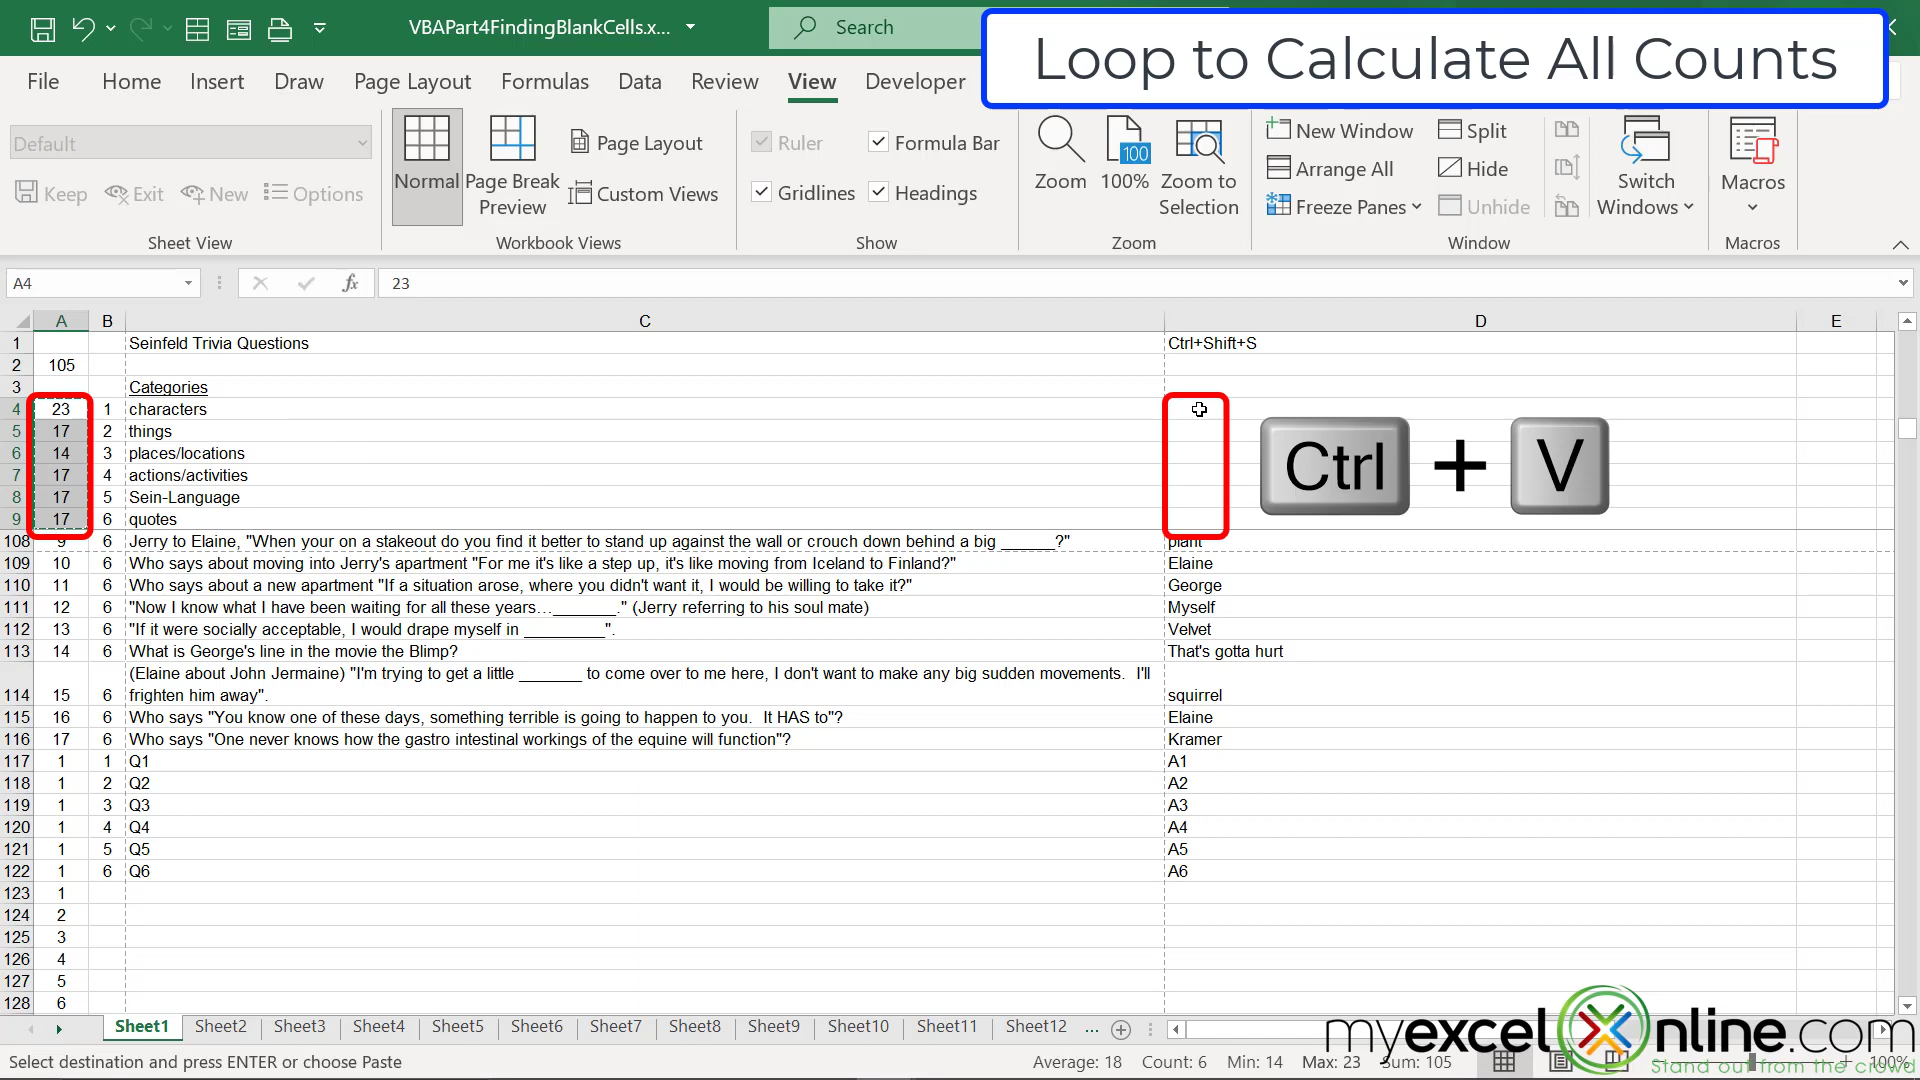 VBAPart4FindingBlankCells.x...
Search
Loop to Calculate All Counts
File Home Insert Draw Page Layout Formulas Data Review View Developer
Default
Keep Exit New Options
Sheet View
Normal
Page Break
Preview
Page Layout
Custom Views
Workbook Views
Ruler Formula Bar
Gridlines Headings
Show
Zoom
100
100%
Zoom to
Selection
Zoom
New Window
Arrange All
Freeze Panes
Split
Hide
Unhide
Switch
Windows
Window
Macros
Macros
A4 fx 23
A B C D E
1 Seinfeld Trivia Questions Ctrl+Shift+S
2 105
3 Categories
4 23 1 characters
5 17 2 things
6 14 3 places/locations
7 17 4 actions/activities
8 17 5 Sein-Language
9 17 6 quotes
Ctrl + V
108 9 6 Jerry to Elaine, "When your on a stakeout do you find it better to stand up against the wall or crouch down behind a big ______?" plant
109 10 6 Who says about moving into Jerry's apartment "For me it's like a step up, it's like moving from Iceland to Finland?" Elaine
110 11 6 Who says about a new apartment "If a situation arose, where you didn't want it, I would be willing to take it?" George
111 12 6 "Now I know what I have been waiting for all these years…_______." (Jerry referring to his soul mate) Myself
112 13 6 "If it were socially acceptable, I would drape myself in _________". Velvet
113 14 6 What is George's line in the movie the Blimp? That's gotta hurt
(Elaine about John Jermaine) "I'm trying to get a little _______ to come over to me here, I don't want to make any big sudden movements. I'll
114 15 6 frighten him away". squirrel
115 16 6 Who says "You know one of these days, something terrible is going to happen to you. It HAS to"? Elaine
116 17 6 Who says "One never knows how the gastro intestinal workings of the equine will function"? Kramer
117 1 1 Q1 A1
118 1 2 Q2 A2
119 1 3 Q3 A3
120 1 4 Q4 A4
121 1 5 Q5 A5
122 1 6 Q6 A6
123 1
124 2
125 3
126 4
127 5
128 6
Sheet1 Sheet2 Sheet3 Sheet4 Sheet5 Sheet6 Sheet7 Sheet8 Sheet9 Sheet10 Sheet11 Sheet12 ...
myexcelonline.com
Stand out from the crowd
Select destination and press ENTER or choose Paste Average: 18 Count: 6 Min: 14 Max: 23 Sum: 105 100%